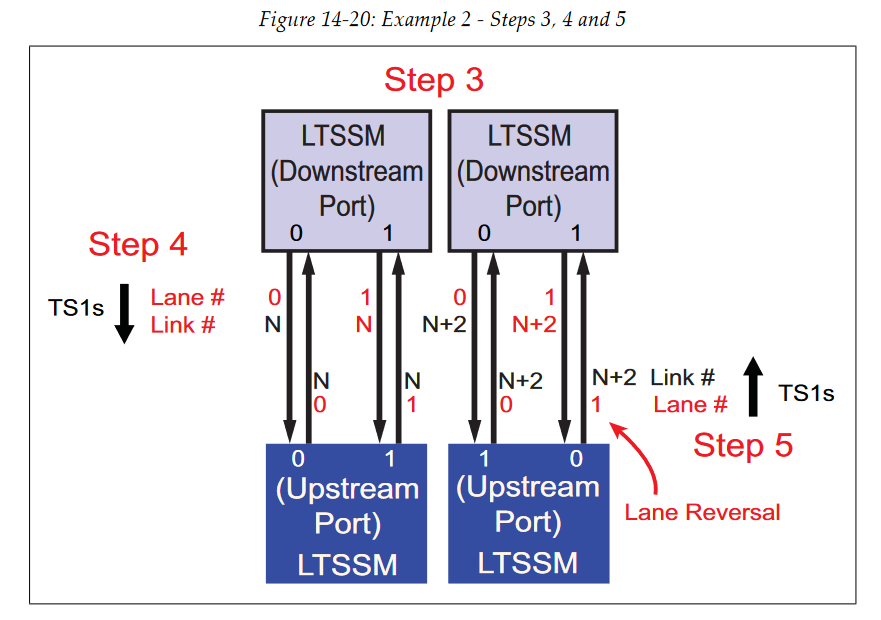 Figure 14-20: Example 2 - Steps 3, 4 and 5
Step 3
LTSSM
(Downstream
Port)
0 1
LTSSM
(Downstream
Port)
0 1
Step 4
TS1s
Lane # 0 1 0 1
Link # N N N+2 N+2
N N N+2 N+2 Link #
0 1 0 1 Lane #
TS1s
Step 5
Lane Reversal
0 1
(Upstream
Port)
LTSSM
1 0
(Upstream
Port)
LTSSM